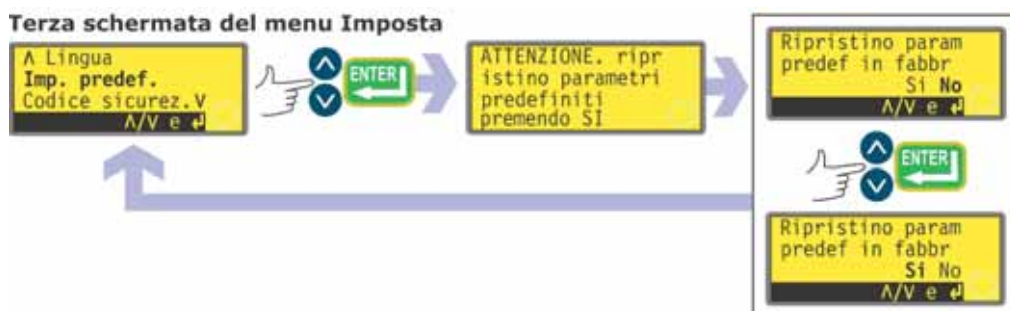 Terza schermata del menu Imposta
Λ Lingua
Imp. predef.
Codice sicurez.V
Λ/V e ↲
ENTER
ATTENZIONE. ripr
istino parametri
predefiniti
premendo SI
Ripristino param
predef in fabbr
Si No
Λ/V e ↲
ENTER
Ripristino param
predef in fabbr
Si No
Λ/V e ↲